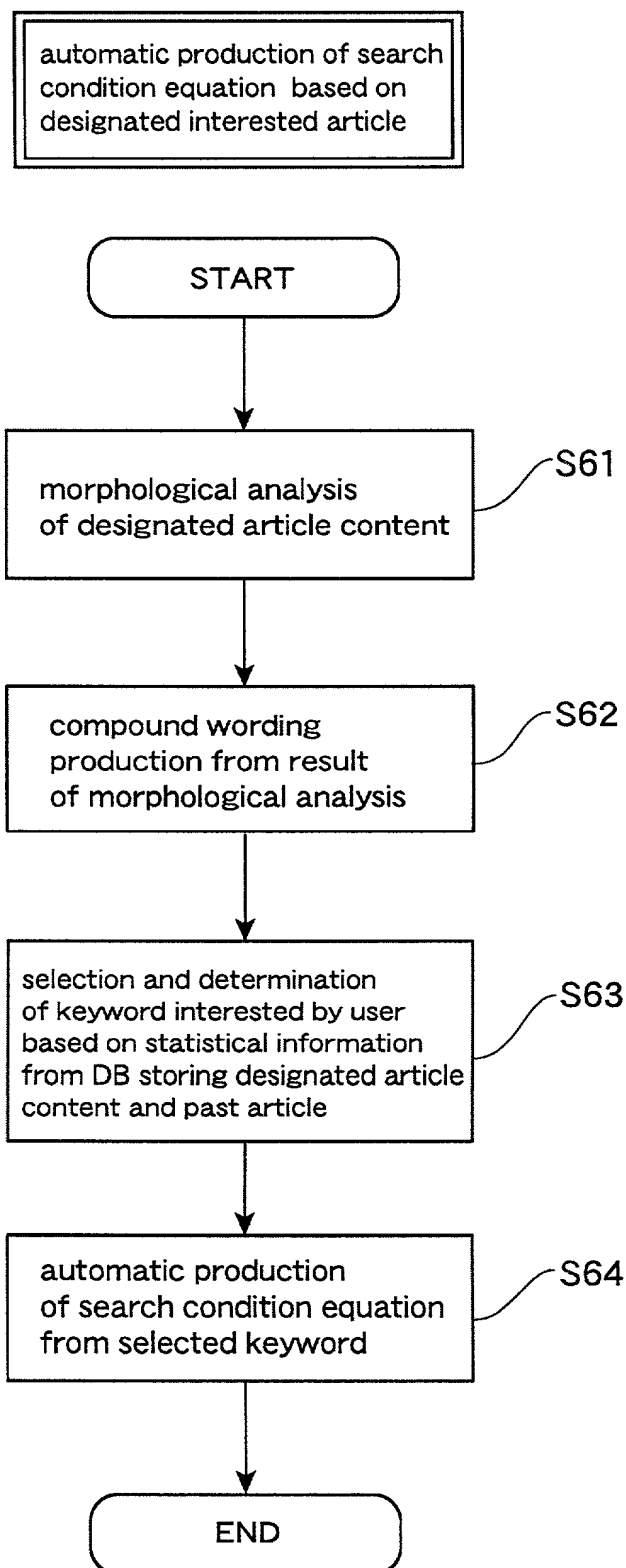 automatic production of search
condition equation based on
designated interested article
START
morphological analysis
of designated article content
S61
compound wording
production from result
of morphological analysis
S62
selection and determination
of keyword interested by user
based on statistical information
from DB storing designated article
content and past article
S63
automatic production
of search condition equation
from selected keyword
S64
END